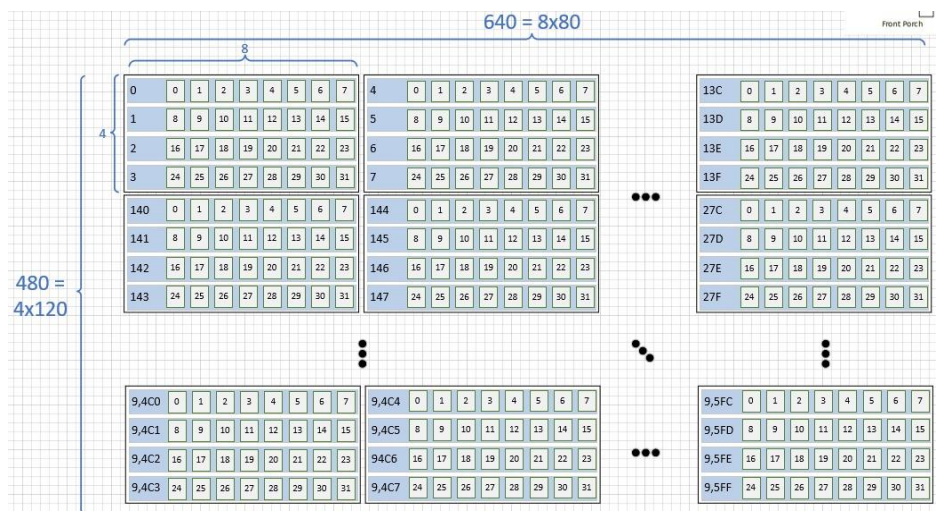 Front Porch
640 = 8x80
8
4
480 =
4x120
0 0 1 2 3 4 5 6 7 4 0 1 2 3 4 5 6 7 13C 0 1 2 3 4 5 6 7
1 8 9 10 11 12 13 14 15 5 8 9 10 11 12 13 14 15 13D 8 9 10 11 12 13 14 15
2 16 17 18 19 20 21 22 23 6 16 17 18 19 20 21 22 23 13E 16 17 18 19 20 21 22 23
3 24 25 26 27 28 29 30 31 7 24 25 26 27 28 29 30 31 13F 24 25 26 27 28 29 30 31
140 0 1 2 3 4 5 6 7 144 0 1 2 3 4 5 6 7 27C 0 1 2 3 4 5 6 7
141 8 9 10 11 12 13 14 15 145 8 9 10 11 12 13 14 15 27D 8 9 10 11 12 13 14 15
142 16 17 18 19 20 21 22 23 146 16 17 18 19 20 21 22 23 27E 16 17 18 19 20 21 22 23
143 24 25 26 27 28 29 30 31 147 24 25 26 27 28 29 30 31 27F 24 25 26 27 28 29 30 31
9,4C0 0 1 2 3 4 5 6 7 9,4C4 0 1 2 3 4 5 6 7 9,5FC 0 1 2 3 4 5 6 7
9,4C1 8 9 10 11 12 13 14 15 9,4C5 8 9 10 11 12 13 14 15 9,5FD 8 9 10 11 12 13 14 15
9,4C2 16 17 18 19 20 21 22 23 94C6 16 17 18 19 20 21 22 23 9,5FE 16 17 18 19 20 21 22 23
9,4C3 24 25 26 27 28 29 30 31 9,4C7 24 25 26 27 28 29 30 31 9,5FF 24 25 26 27 28 29 30 31